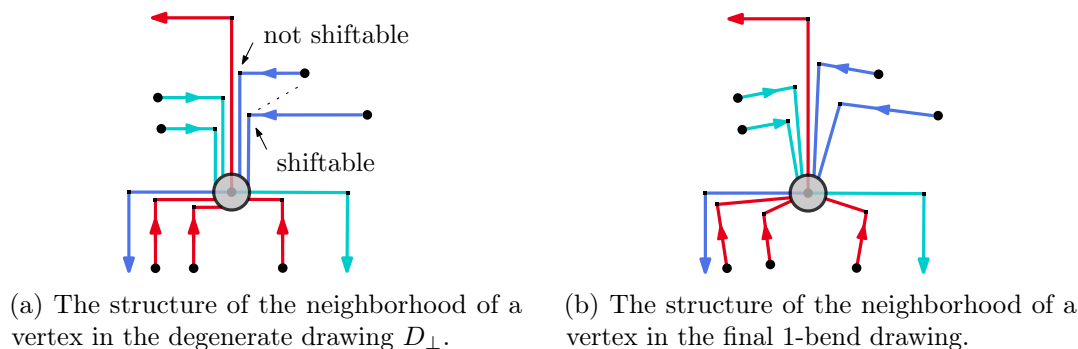 not shiftable
shiftable
(a) The structure of the neighborhood of a
vertex in the degenerate drawing D⊥.
(b) The structure of the neighborhood of a
vertex in the final 1-bend drawing.